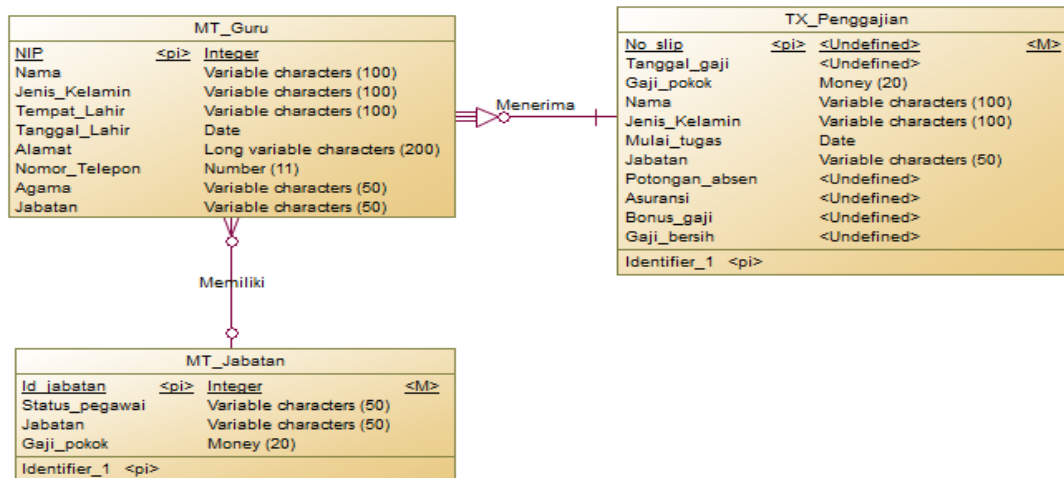 MT_Guru
NIP <pi> Integer
Nama Variable characters (100)
Jenis_Kelamin Variable characters (100)
Tempat_Lahir Variable characters (100)
Tanggal_Lahir Date
Alamat Long variable characters (200)
Nomor_Telepon Number (11)
Agama Variable characters (50)
Jabatan Variable characters (50)
Menerima
TX_Penggajian
No_slip <pi> <Undefined> <M>
Tanggal_gaji <Undefined>
Gaji_pokok Money (20)
Nama Variable characters (100)
Jenis_Kelamin Variable characters (100)
Mulai_tugas Date
Jabatan Variable characters (50)
Potongan_absen <Undefined>
Asuransi <Undefined>
Bonus_gaji <Undefined>
Gaji_bersih <Undefined>
Identifier_1 <pi>
Memiliki
MT_Jabatan
Id_jabatan <pi> Integer <M>
Status_pegawai Variable characters (50)
Jabatan Variable characters (50)
Gaji_pokok Money (20)
Identifier_1 <pi>